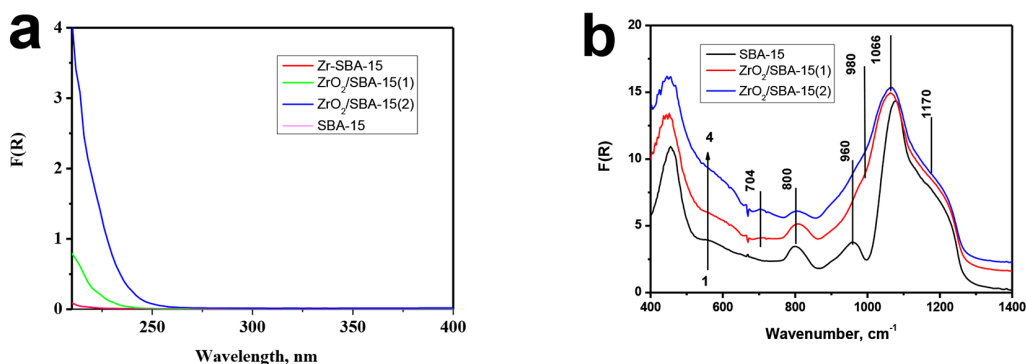 a
F(R)
4
3
2
1
0
250
300
350
400
Wavelength, nm
Zr-SBA-15
ZrO₂/SBA-15(1)
ZrO₂/SBA-15(2)
SBA-15
b
F(R)
20
15
10
5
0
400
600
800
1000
1200
1400
Wavenumber, cm⁻¹
SBA-15
ZrO₂/SBA-15(1)
ZrO₂/SBA-15(2)
4
1
704
800
960
980
1066
1170